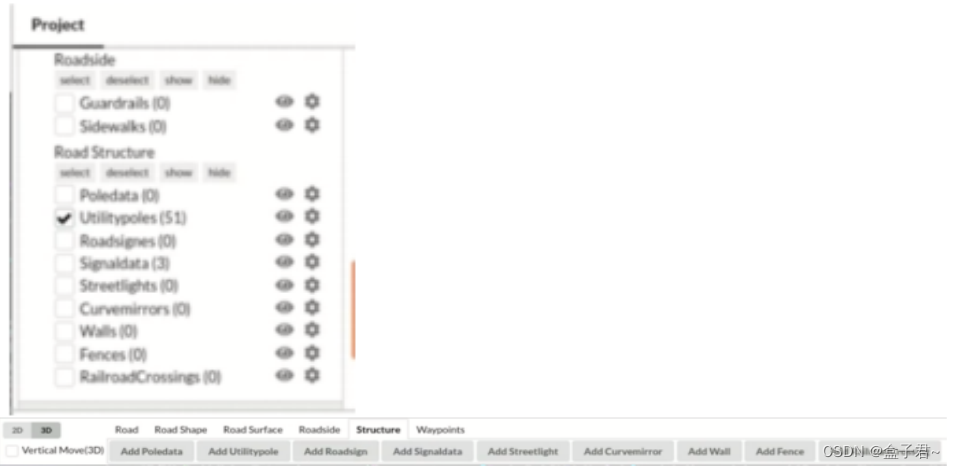 Project
Roadside
select deselect show hide
Guardrails (0)
Sidewalks (0)
Road Structure
select deselect show hide
Poledata (0)
Utilitypoles (51)
Roadsignes (0)
Signaldata (3)
Streetlights (0)
Curvemirrors (0)
Walls (0)
Fences (0)
RailroadCrossings (0)
2D 3D Road Road Shape Road Surface Roadside Structure Waypoints
Vertical Move(3D) Add Poledata Add Utilitypole Add Roadsign Add Signaldata Add Streetlight Add Curvemirror Add Wall Add Fence
CSDN @盒子君~